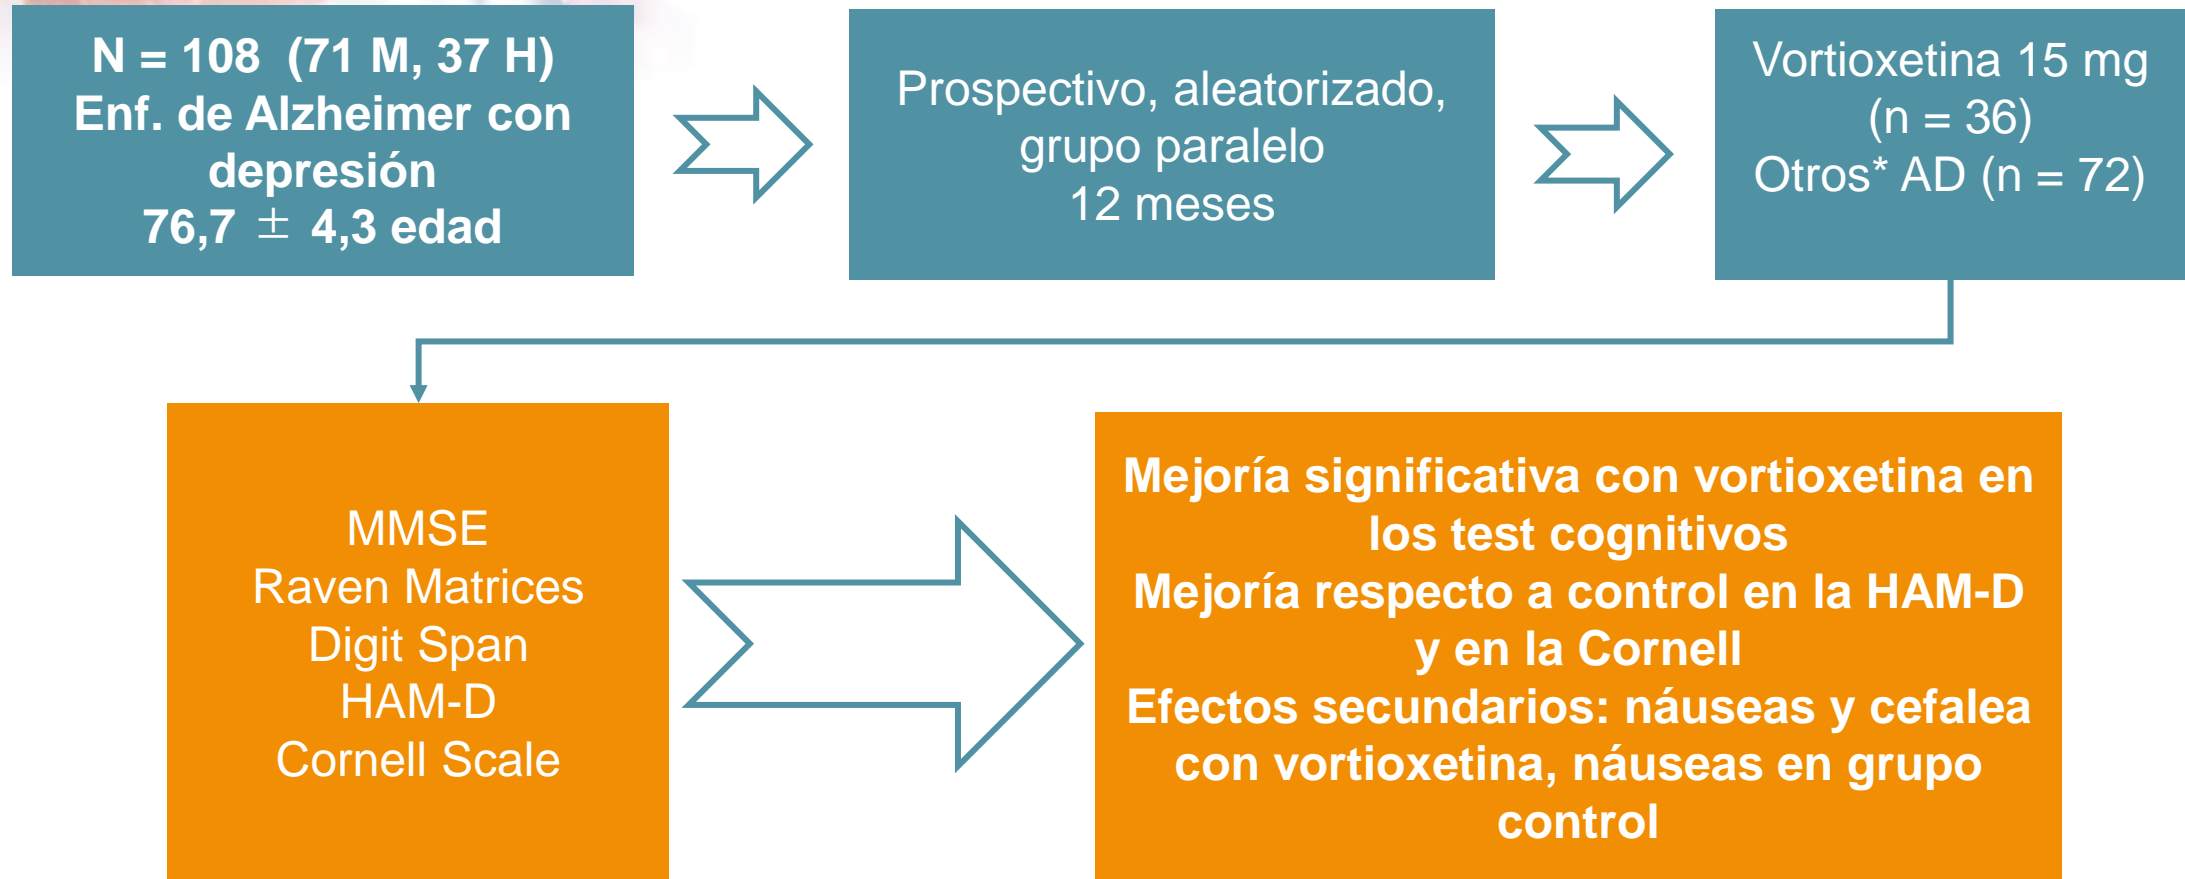 N = 108 (71 M, 37 H)
Enf. de Alzheimer con
depresión
76,7 ± 4,3 edad
Prospectivo, aleatorizado,
grupo paralelo
12 meses
Vortioxetina 15 mg
(n = 36)
Otros* AD (n = 72)
MMSE
Raven Matrices
Digit Span
HAM-D
Cornell Scale
Mejoría significativa con vortioxetina en
los test cognitivos
Mejoría respecto a control en la HAM-D
y en la Cornell
Efectos secundarios: náuseas y cefalea
con vortioxetina, náuseas en grupo
control